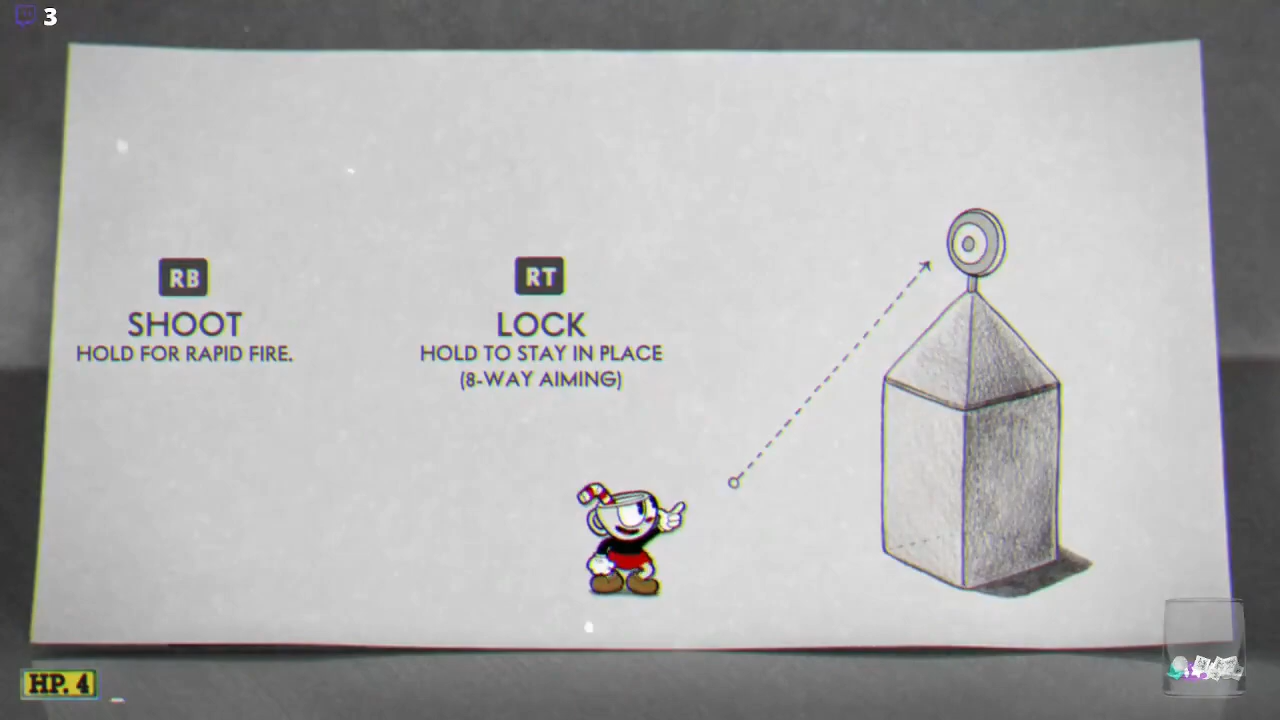 3
RB
SHOOT
HOLD FOR RAPID FIRE.
RT
LOCK
HOLD TO STAY IN PLACE
(8-WAY AIMING)
HP. 4